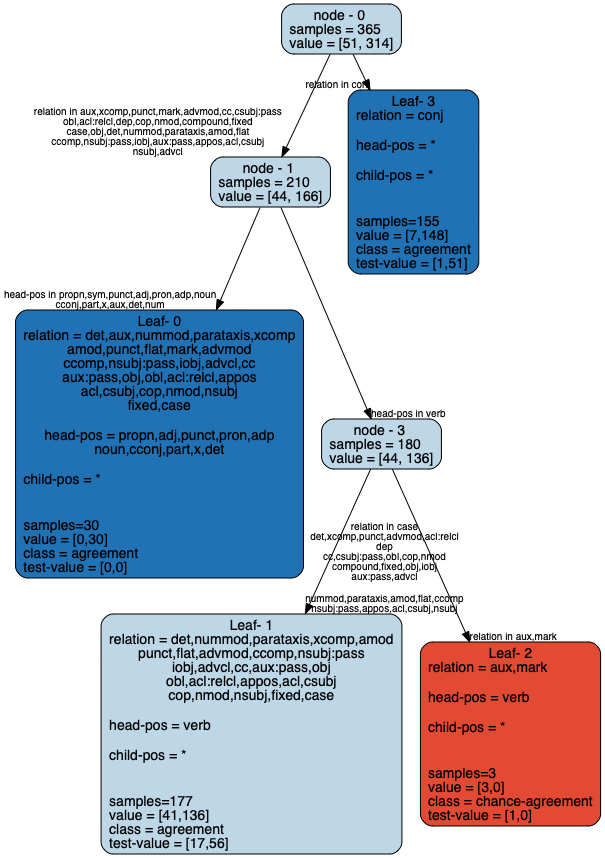 node - 0
samples = 365
value = [51, 314]
relation in conj
relation in aux,xcomp,punct,mark,advmod,cc,csubj:pass
obl,acl:relcl,dep,cop,nmod,compound,fixed
case,obj,det,nummod,parataxis,amod,flat
ccomp,nsubj:pass,iobj,aux:pass,appos,acl,csubj
nsubj,advcl
Leaf- 3
relation = conj
head-pos = *
child-pos = *
samples=155
value = [7,148]
class = agreement
test-value = [1,51]
node - 1
samples = 210
value = [44, 166]
head-pos in propn,sym,punct,adj,pron,adp,noun
cconj,part,x,aux,det,num
Leaf- 0
relation = det,aux,nummod,parataxis,xcomp
amod,punct,flat,mark,advmod
ccomp,nsubj:pass,iobj,advcl,cc
aux:pass,obj,obl,acl:relcl,appos
acl,csubj,cop,nmod,nsubj
fixed,case
head-pos = propn,adj,punct,pron,adp
noun,cconj,part,x,det
child-pos = *
samples=30
value = [0,30]
class = agreement
test-value = [0,0]
head-pos in verb
node - 3
samples = 180
value = [44, 136]
relation in case
det,xcomp,punct,advmod,acl:relcl
dep
cc,csubj:pass,obl,cop,nmod
compound,fixed,obj,iobj
aux:pass,advcl
nummod,parataxis,amod,flat,ccomp
nsubj:pass,appos,acl,csubj,nsubj
Leaf- 1
relation = det,nummod,parataxis,xcomp,amod
punct,flat,advmod,ccomp,nsubj:pass
iobj,advcl,cc,aux:pass,obj
obl,acl:relcl,appos,acl,csubj
cop,nmod,nsubj,fixed,case
head-pos = verb
child-pos = *
samples=177
value = [41,136]
class = agreement
test-value = [17,56]
relation in aux,mark
Leaf- 2
relation = aux,mark
head-pos = verb
child-pos = *
samples=3
value = [3,0]
class = chance-agreement
test-value = [1,0]